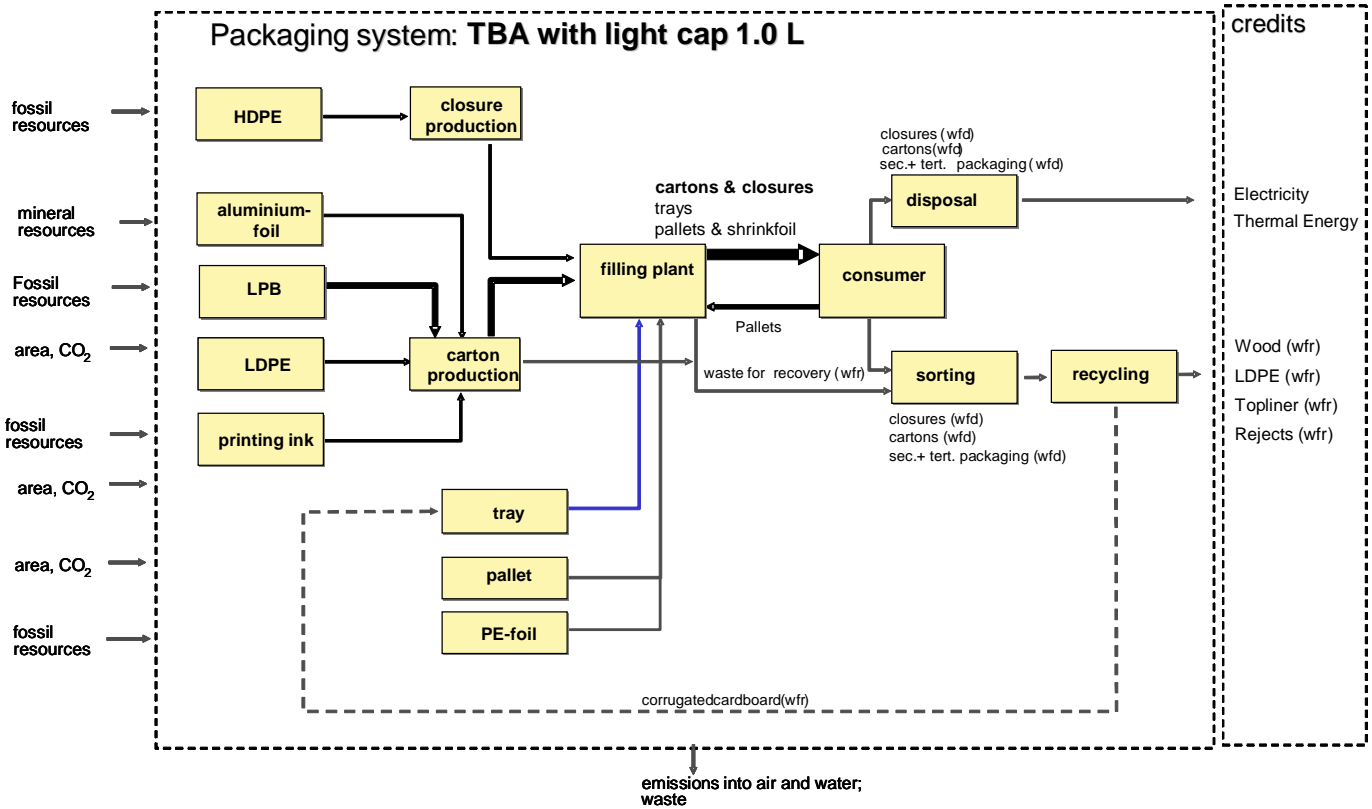 Packaging system: TBA with light cap 1.0 L
credits
fossil
resources
HDPE
closure
production
closures (wfd)
cartons(wfd)
sec.+ tert. packaging (wfd)
mineral
resources
aluminium-
foil
cartons & closures
trays
pallets & shrinkfoil
disposal
Electricity
Thermal Energy
Fossil
resources
LPB
filling plant
consumer
Pallets
area, CO2
LDPE
carton
production
waste for recovery (wfr)
sorting
recycling
Wood (wfr)
LDPE (wfr)
Topliner (wfr)
Rejects (wfr)
closures (wfd)
cartons (wfd)
sec.+ tert. packaging (wfd)
fossil
resources
printing ink
area, CO2
tray
area, CO2
pallet
fossil
resources
PE-foil
corrugatedcardboard(wfr)
emissions into air and water;
waste